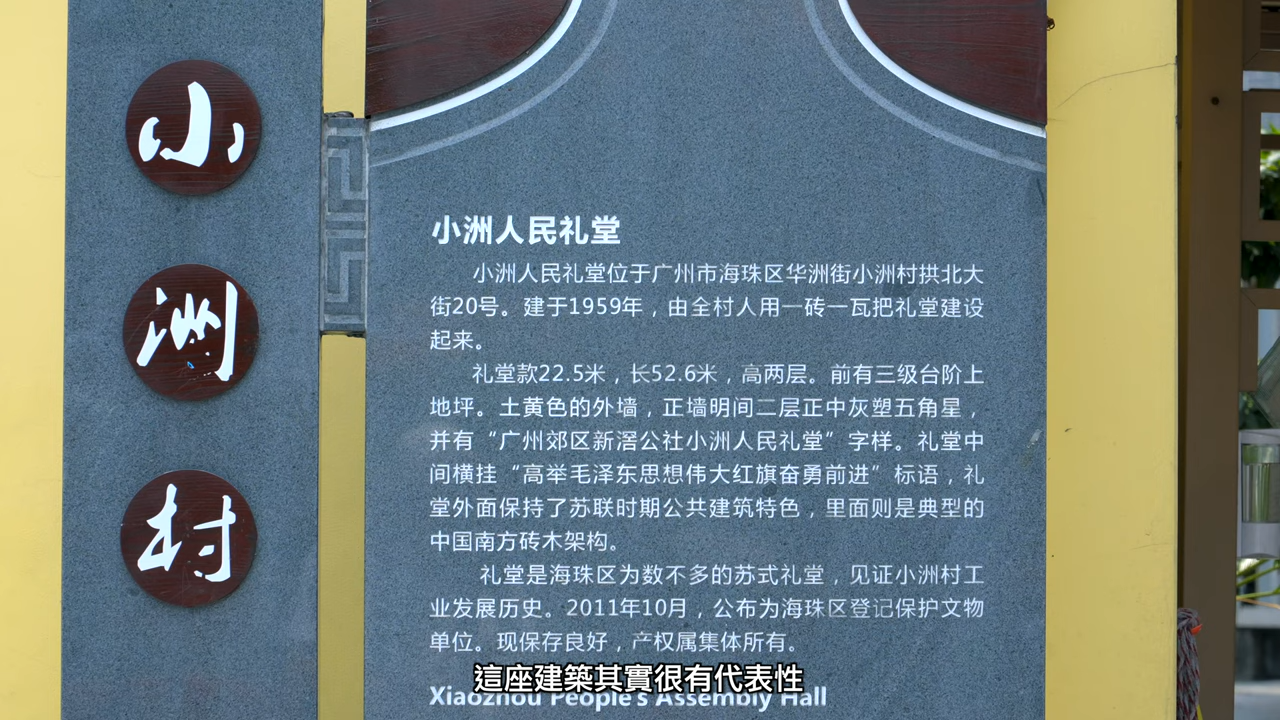 小
洲
村
小洲人民礼堂
小洲人民礼堂位于广州市海珠区华洲街小洲村拱北大
街20号。建于1959年，由全村人用一砖一瓦把礼堂建设
起来。
礼堂款22.5米，长52.6米，高两层。前有三级台阶上
地坪。土黄色的外墙，正墙明间二层正中灰塑五角星，
并有“广州郊区新滘公社小洲人民礼堂”字样。礼堂中
间横挂“高举毛泽东思想伟大红旗奋勇前进”标语，礼
堂外面保持了苏联时期公共建筑特色，里面则是典型的
中国南方砖木架构。
礼堂是海珠区为数不多的苏式礼堂，见证小洲村工
业发展历史。2011年10月，公布为海珠区登记保护文物
单位。现保存良好，产权属集体所有。
這座建築其實很有代表性
Xiaozhou People's Assembly Hall